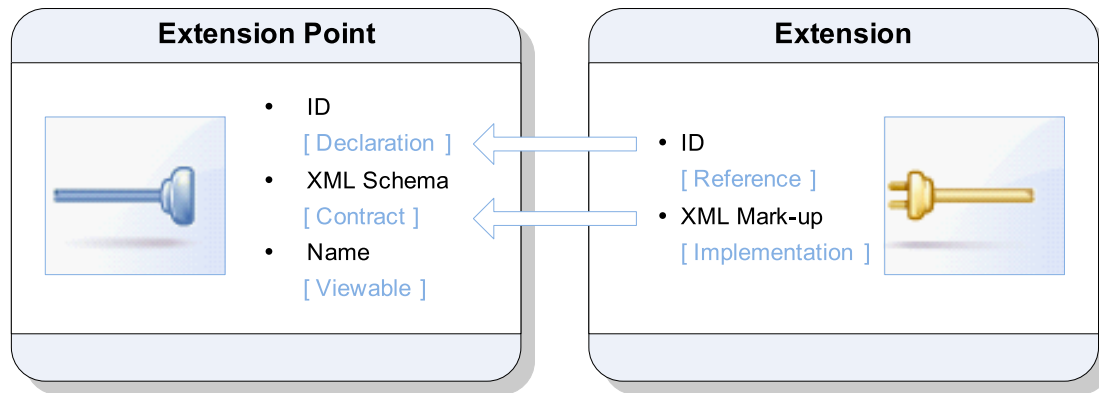 Extension Point
• ID
[ Declaration ]
• XML Schema
[ Contract ]
• Name
[ Viewable ]
Extension
• ID
[ Reference ]
• XML Mark-up
[ Implementation ]